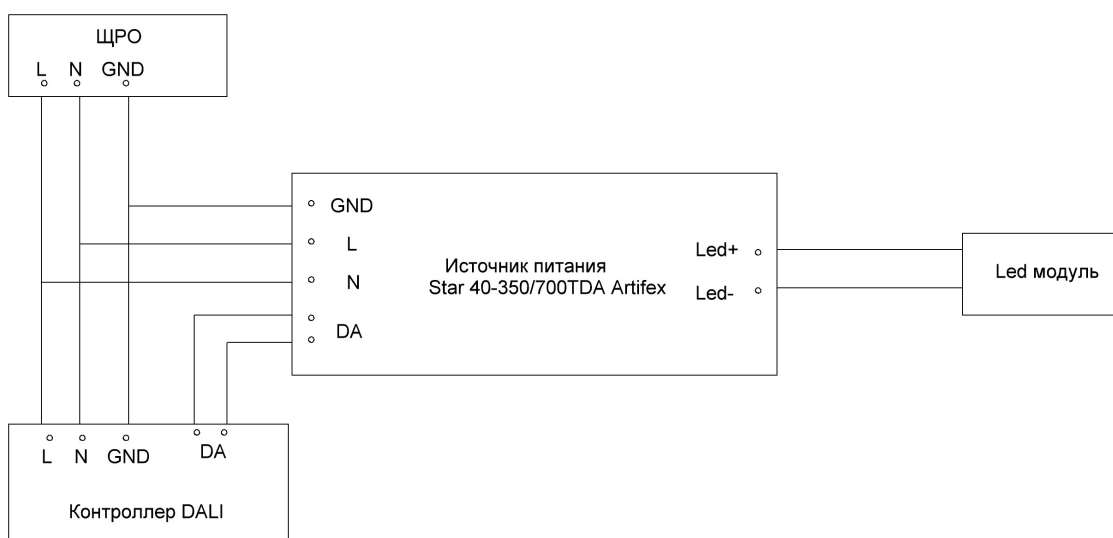 ЩРО
L N GND
GND
L
N
DA
Источник питания
Star 40-350/700TDA Artifex
Led+
Led-
Led модуль
L N GND DA
Контроллер DALI